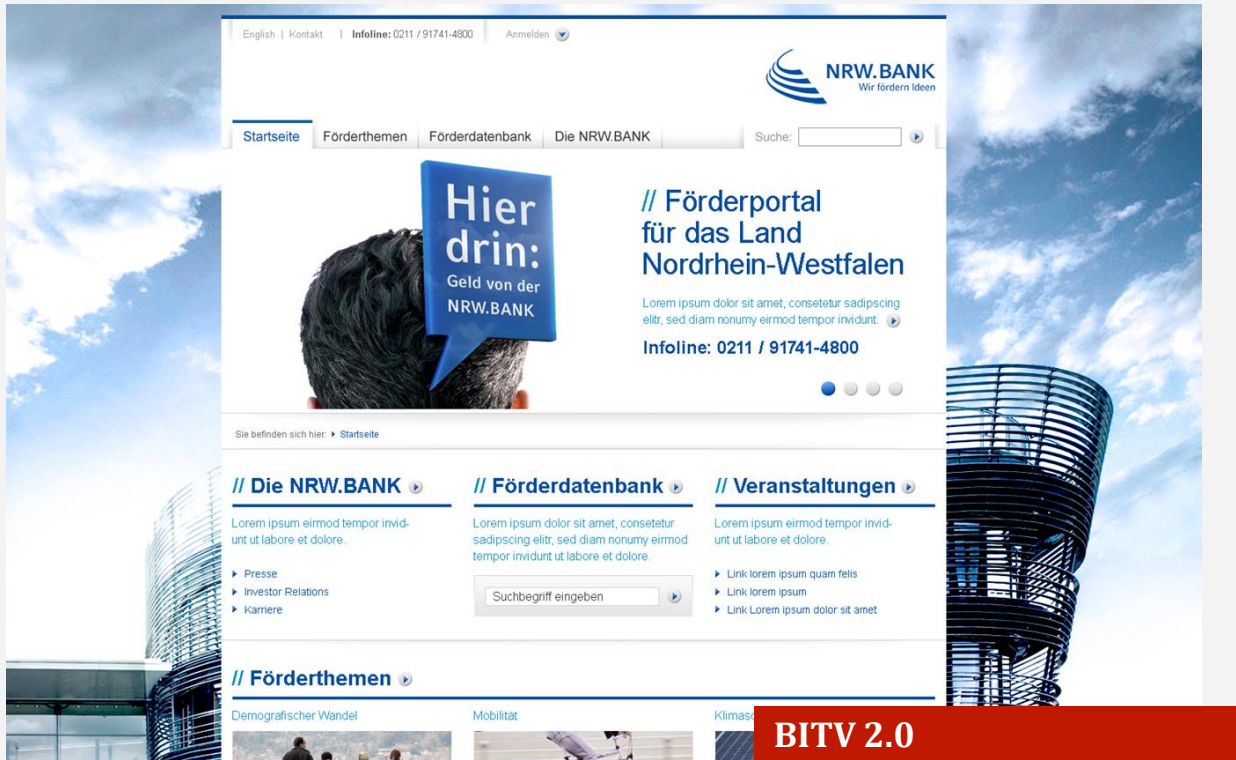 English | Kontakt | Infoline: 0211 / 91741-4800 Anmelden
NRW.BANK
Wir fördern Ideen
Startseite Förderthemen Förderdatenbank Die NRW.BANK Suche:
Hier
drin:
Geld von der
NRW.BANK
// Förderportal
für das Land
Nordrhein-Westfalen
Lorem ipsum dolor sit amet, consetetur sadipscing
elitr, sed diam nonumy eirmod tempor invidunt.
Infoline: 0211 / 91741-4800
Sie befinden sich hier: Startseite
// Die NRW.BANK
Lorem ipsum eirmod tempor invid-
unt ut labore et dolore.
Presse
Investor Relations
Karriere
// Förderdatenbank
Lorem ipsum dolor sit amet, consetetur
sadipscing elitr, sed diam nonumy eirmod
tempor invidunt ut labore et dolore.
Suchbegriff eingeben
// Veranstaltungen
Lorem ipsum eirmod tempor invid-
unt ut labore et dolore.
Link lorem ipsum quam felis
Link lorem ipsum
Link Lorem ipsum dolor sit amet
// Förderthemen
Demografischer Wandel
Mobilität
BITV 2.0